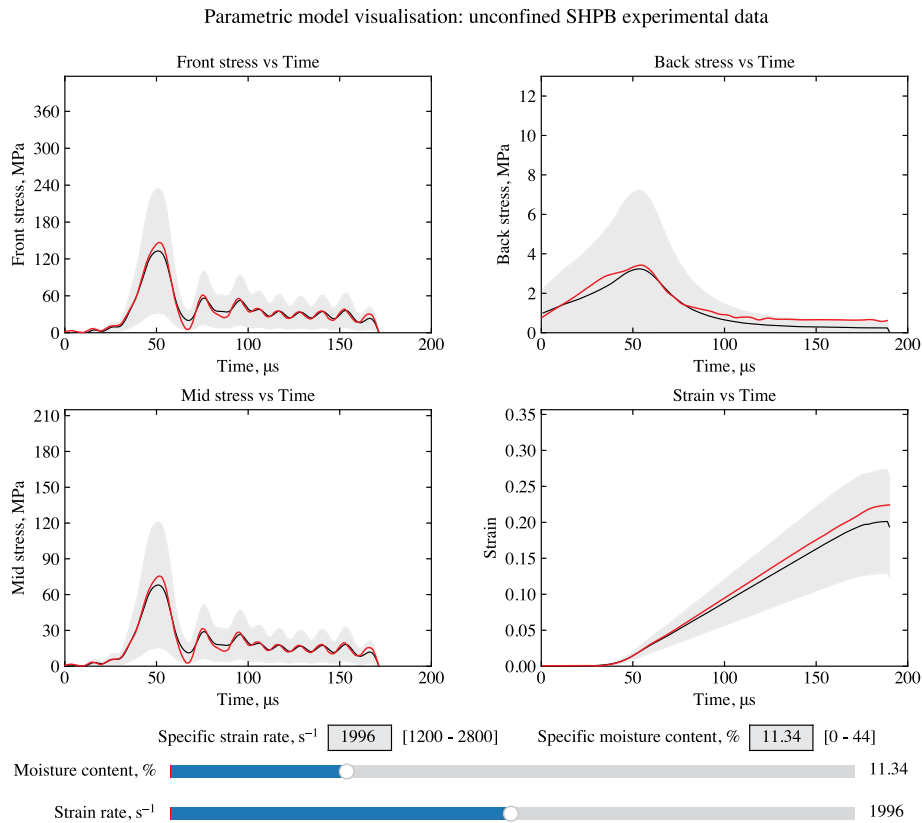 Parametric model visualisation: unconfined SHPB experimental data
Front stress vs Time
Back stress vs Time
Front stress, MPa
360
300
240
180
120
60
0
0 50 100 150 200
Time, μs
Back stress, MPa
12
10
8
6
4
2
0
0 50 100 150 200
Time, μs
Mid stress vs Time
Strain vs Time
Mid stress, MPa
210
180
150
120
90
60
30
0
0 50 100 150 200
Time, μs
Strain
0.35
0.30
0.25
0.20
0.15
0.10
0.05
0.00
0 50 100 150 200
Time, μs
Specific strain rate, s⁻¹ 1996 [1200 - 2800] Specific moisture content, % 11.34 [0 - 44]
Moisture content, % 11.34
Strain rate, s⁻¹ 1996